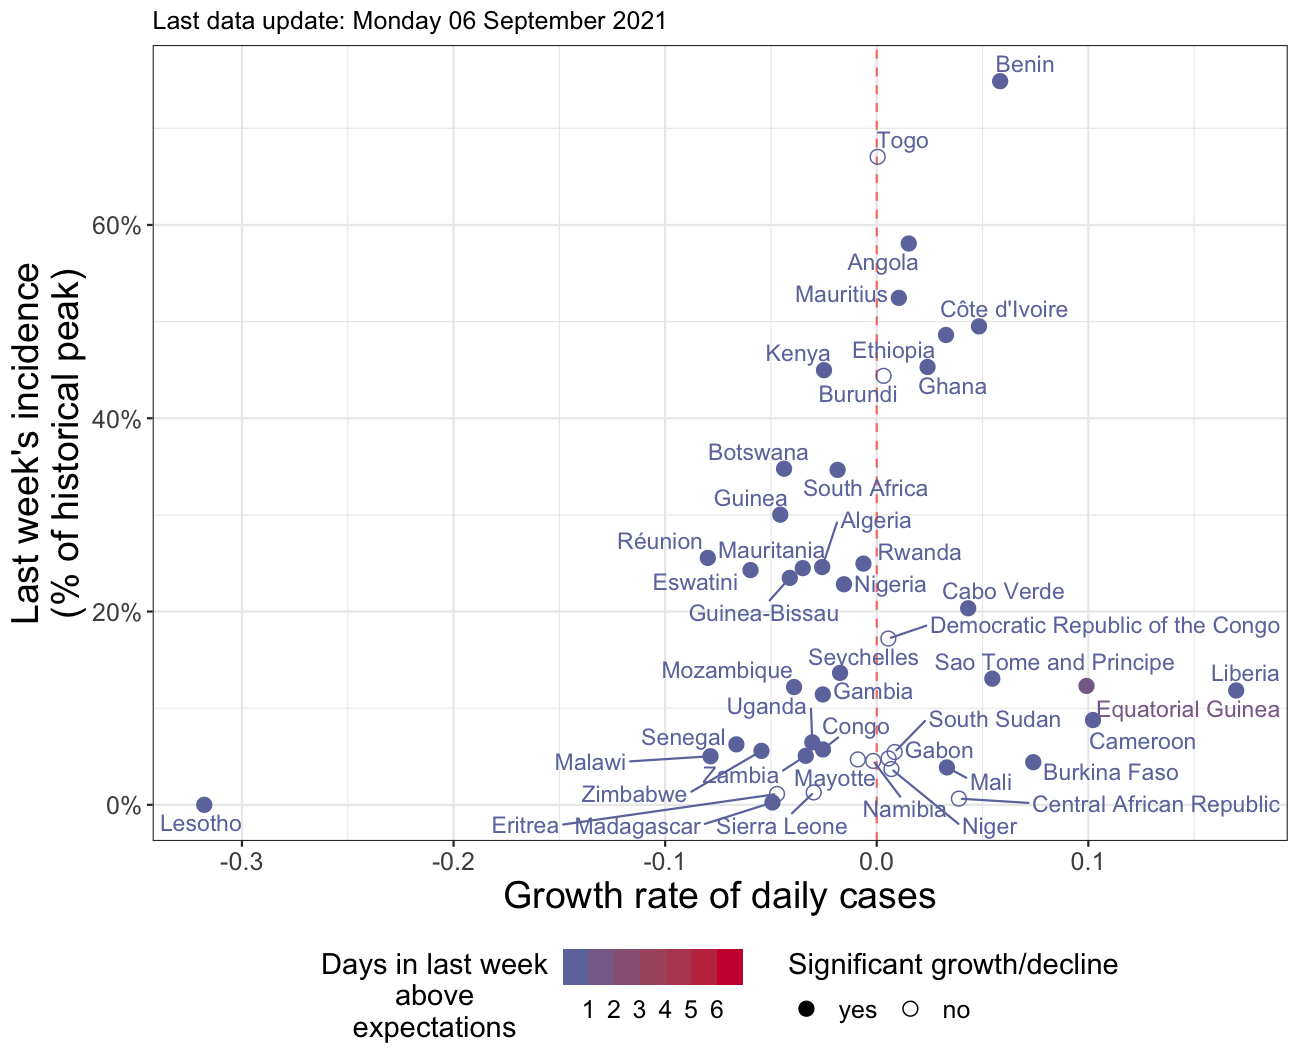 Last data update: Monday 06 September 2021
Last week's incidence
(% of historical peak)
60%
40%
20%
0%
Benin
Togo
Angola
Mauritius
Côte d'Ivoire
Kenya
Ethiopia
Burundi
Ghana
Botswana
South Africa
Guinea
Algeria
Réunion
Mauritania
Rwanda
Eswatini
Nigeria
Cabo Verde
Guinea-Bissau
Democratic Republic of the Congo
Seychelles
Sao Tome and Principe
Mozambique
Liberia
Gambia
Uganda
Equatorial Guinea
South Sudan
Congo
Senegal
Cameroon
Gabon
Malawi
Zambia
Mayotte
Burkina Faso
Mali
Zimbabwe
Namibia
Central African Republic
Lesotho
Eritrea
Madagascar
Sierra Leone
Niger
-0.3
-0.2
-0.1
0.0
0.1
Growth rate of daily cases
Days in last week
above
expectations
1 2 3 4 5 6
Significant growth/decline
yes
no